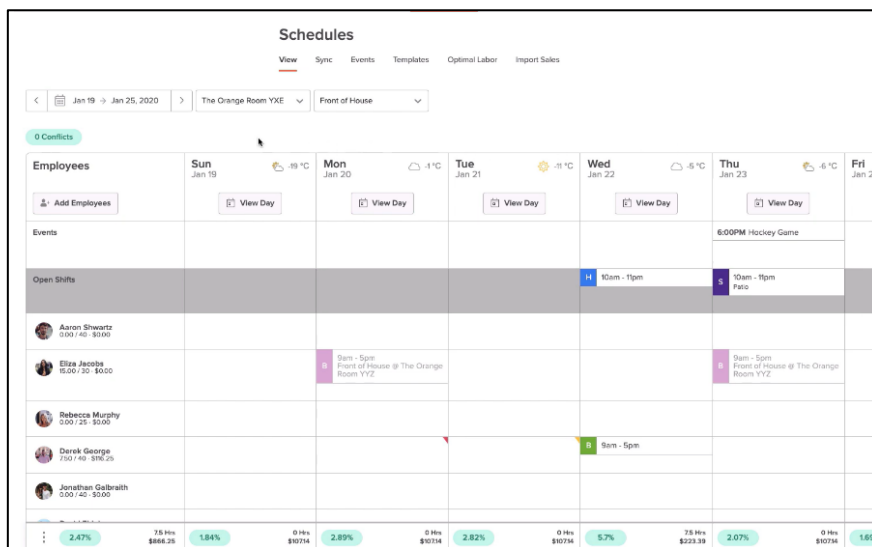 Schedules
View Sync Events Templates Optimal Labor Import Sales
Jan 19 → Jan 25, 2020 The Orange Room YXE Front of House
0 Conflicts
Employees Sun Mon Tue Wed Thu Fri
Jan 19 -19 °C Jan 20 -1 °C Jan 21 -11 °C Jan 22 -5 °C Jan 23 -6 °C
Add Employees View Day View Day View Day View Day View Day
Events 6:00PM Hockey Game
Open Shifts H 10am - 11pm S 10am - 11pm
Patio
Aaron Shwartz
0.00 / 40 - $0.00
Eliza Jacobs
15.00 / 30 - $0.00
B 9am - 5pm
Front of House @ The Orange
Room YYZ
B 9am - 5pm
Front of House @ The Orange
Room YYZ
Rebecca Murphy
0.00 / 25 - $0.00
Derek George
7.50 / 40 - $116.25
B 9am - 5pm
Jonathan Galbraith
0.00 / 40 - $0.00
2.47% 7.5 Hrs 1.84% 0 Hrs 2.89% 0 Hrs 2.82% 0 Hrs 5.7% 7.5 Hrs 2.07% 0 Hrs
$866.25 $107.14 $107.14 $107.14 $223.39 $107.14